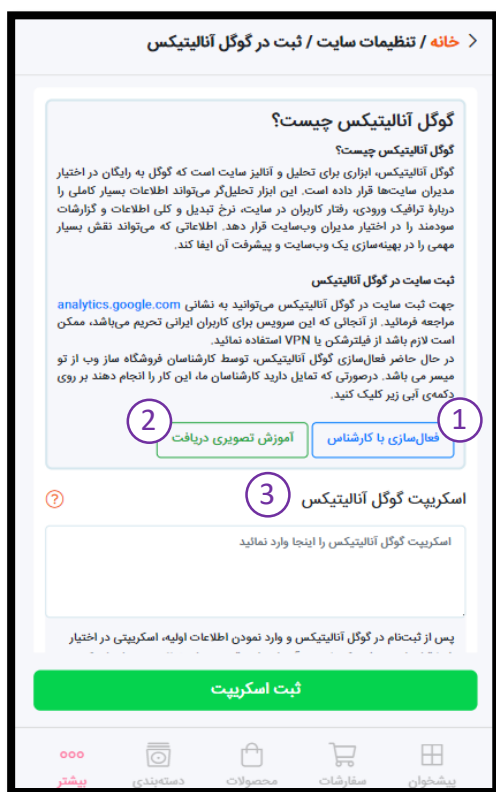 خانه / تنظیمات سایت / ثبت در گوگل آنالیتیکس
گوگل آنالیتیکس چیست؟
گوگل آنالیتیکس چیست؟
گوگل آنالیتیکس، ابزاری برای تحلیل و آنالیز سایت است که گوگل به رایگان در اختیار
مدیران سایت‌ها قرار داده است. این ابزار تحلیل‌گر می‌تواند اطلاعات بسیار کاملی را
دربارهٔ ترافیک ورودی، رفتار کاربران در سایت، نرخ تبدیل و کلی اطلاعات و گزارشات
سودمند را در اختیار مدیران وب‌سایت قرار دهد. اطلاعاتی که می‌تواند نقش بسیار
مهمی را در بهینه‌سازی یک وب‌سایت و پیشرفت آن ایفا کند.
ثبت سایت در گوگل آنالیتیکس
جهت ثبت سایت در گوگل آنالیتیکس می‌توانید به نشانی analytics.google.com
مراجعه فرمائید. از آنجائی که این سرویس برای کاربران ایرانی تحریم می‌باشد، ممکن
است لازم باشد از فیلترشکن یا VPN استفاده نمائید.
در حال حاضر فعال‌سازی گوگل آنالیتیکس، توسط کارشناسان فروشگاه ساز وب از تو
میسر می باشد. درصورتی که تمایل دارید کارشناسان ما، این کار را انجام دهند بر روی
دکمه‌ی آبی زیر کلیک کنید.
1
2
فعال‌سازی با کارشناس
آموزش تصویری دریافت
اسکریپت گوگل آنالیتیکس 3 ?
اسکریپت گوگل آنالیتیکس را اینجا وارد نمائید
پس از ثبت‌نام در گوگل آنالیتیکس و وارد نمودن اطلاعات اولیه، اسکریپتی در اختیار
ثبت اسکریپت
پیشخوان سفارشات محصولات دسته‌بندی بیشتر